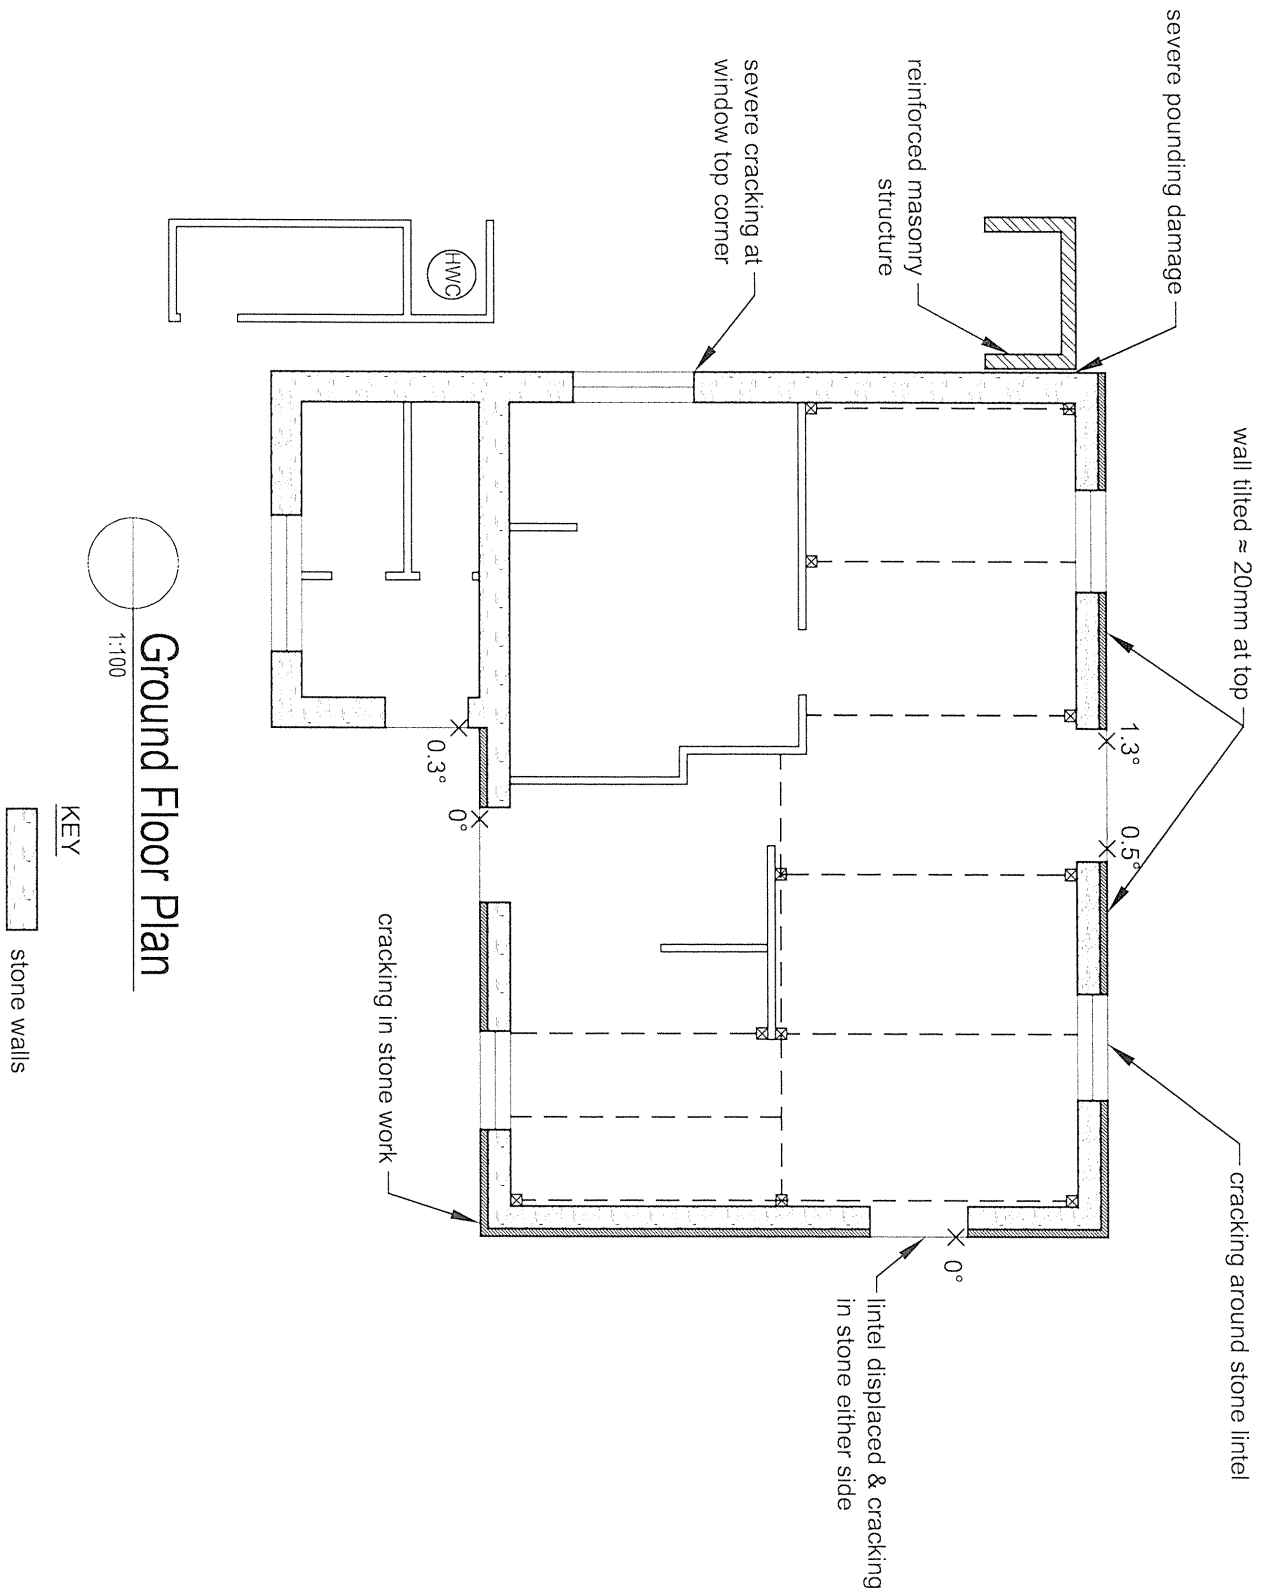 severe pounding damage
wall tilted ≈ 20mm at top
cracking around stone lintel
reinforced masonry
structure
severe cracking at
window top corner
1.3°
0.5°
HWC
0.3°
0°
0°
lintel displaced & cracking
in stone either side
cracking in stone work
Ground Floor Plan
1:100
KEY
stone walls